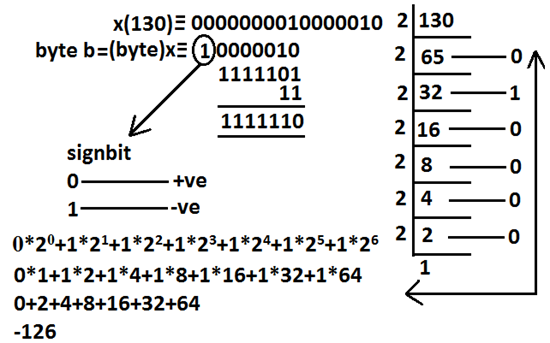 x(130)≡ 0000000010000010
byte b=(byte)x≡ 10000010
1111101
11
1111110
signbit
0 +ve
1 -ve
0*2⁰+1*2¹+1*2²+1*2³+1*2⁴+1*2⁵+1*2⁶
0*1+1*2+1*4+1*8+1*16+1*32+1*64
0+2+4+8+16+32+64
-126
2 130
2 65 0
2 32 1
2 16 0
2 8 0
2 4 0
2 2 0
1